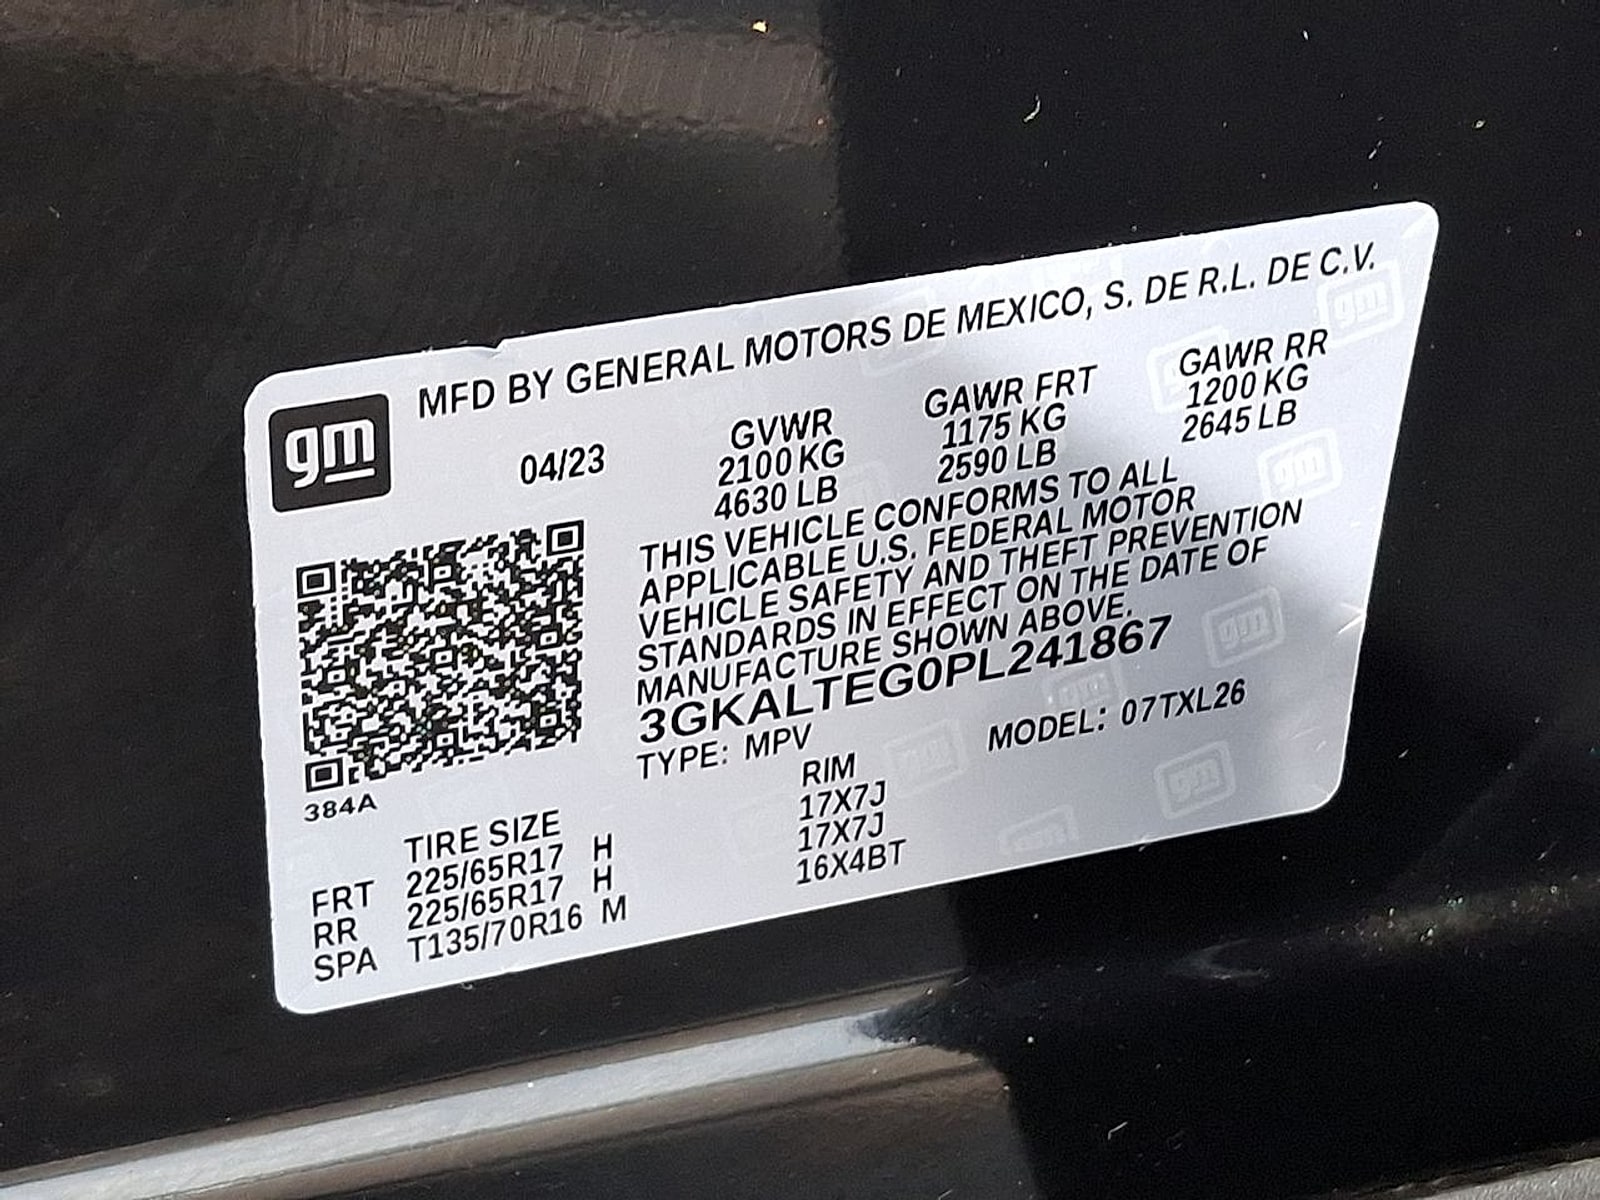 gm
MFD BY GENERAL MOTORS DE MEXICO, S. DE R.L. DE C.V.
04/23
GVWR
2100 KG
4630 LB
GAWR FRT
1175 KG
2590 LB
GAWR RR
1200 KG
2645 LB
THIS VEHICLE CONFORMS TO ALL
APPLICABLE U.S. FEDERAL MOTOR
VEHICLE SAFETY AND THEFT PREVENTION
STANDARDS IN EFFECT ON THE DATE OF
MANUFACTURE SHOWN ABOVE.
3GKALTEG0PL241867
TYPE: MPV
MODEL: 07TXL26
384A
TIRE SIZE RIM
FRT 225/65R17 H 17X7J
RR 225/65R17 H 17X7J
SPA T135/70R16 M 16X4BT